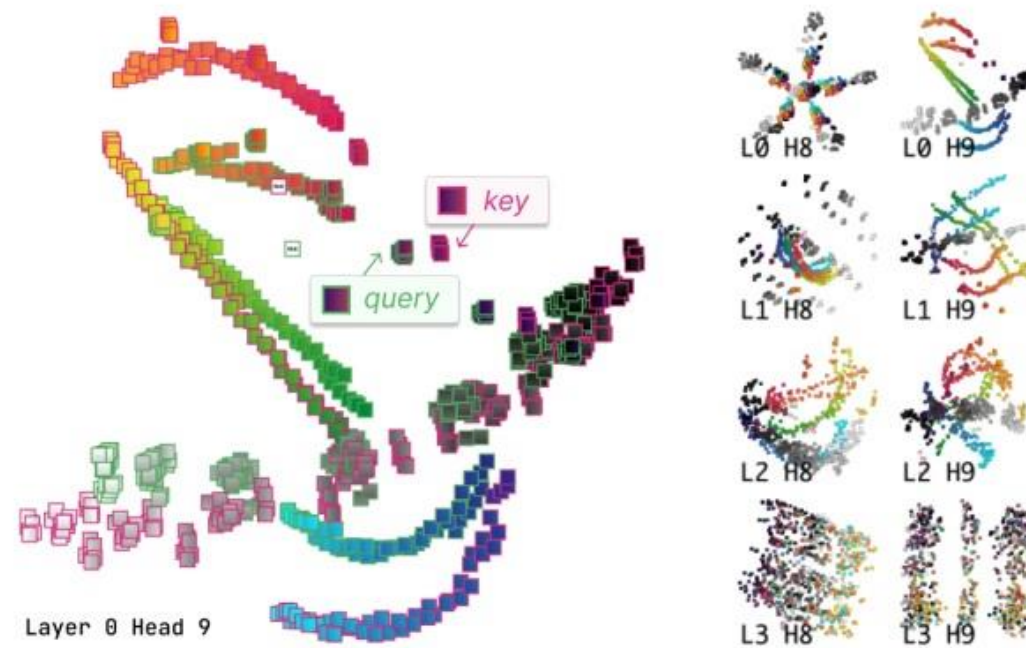 key
query
Layer 0 Head 9
L0 H8
L0 H9
L1 H8
L1 H9
L2 H8
L2 H9
L3 H8
L3 H9